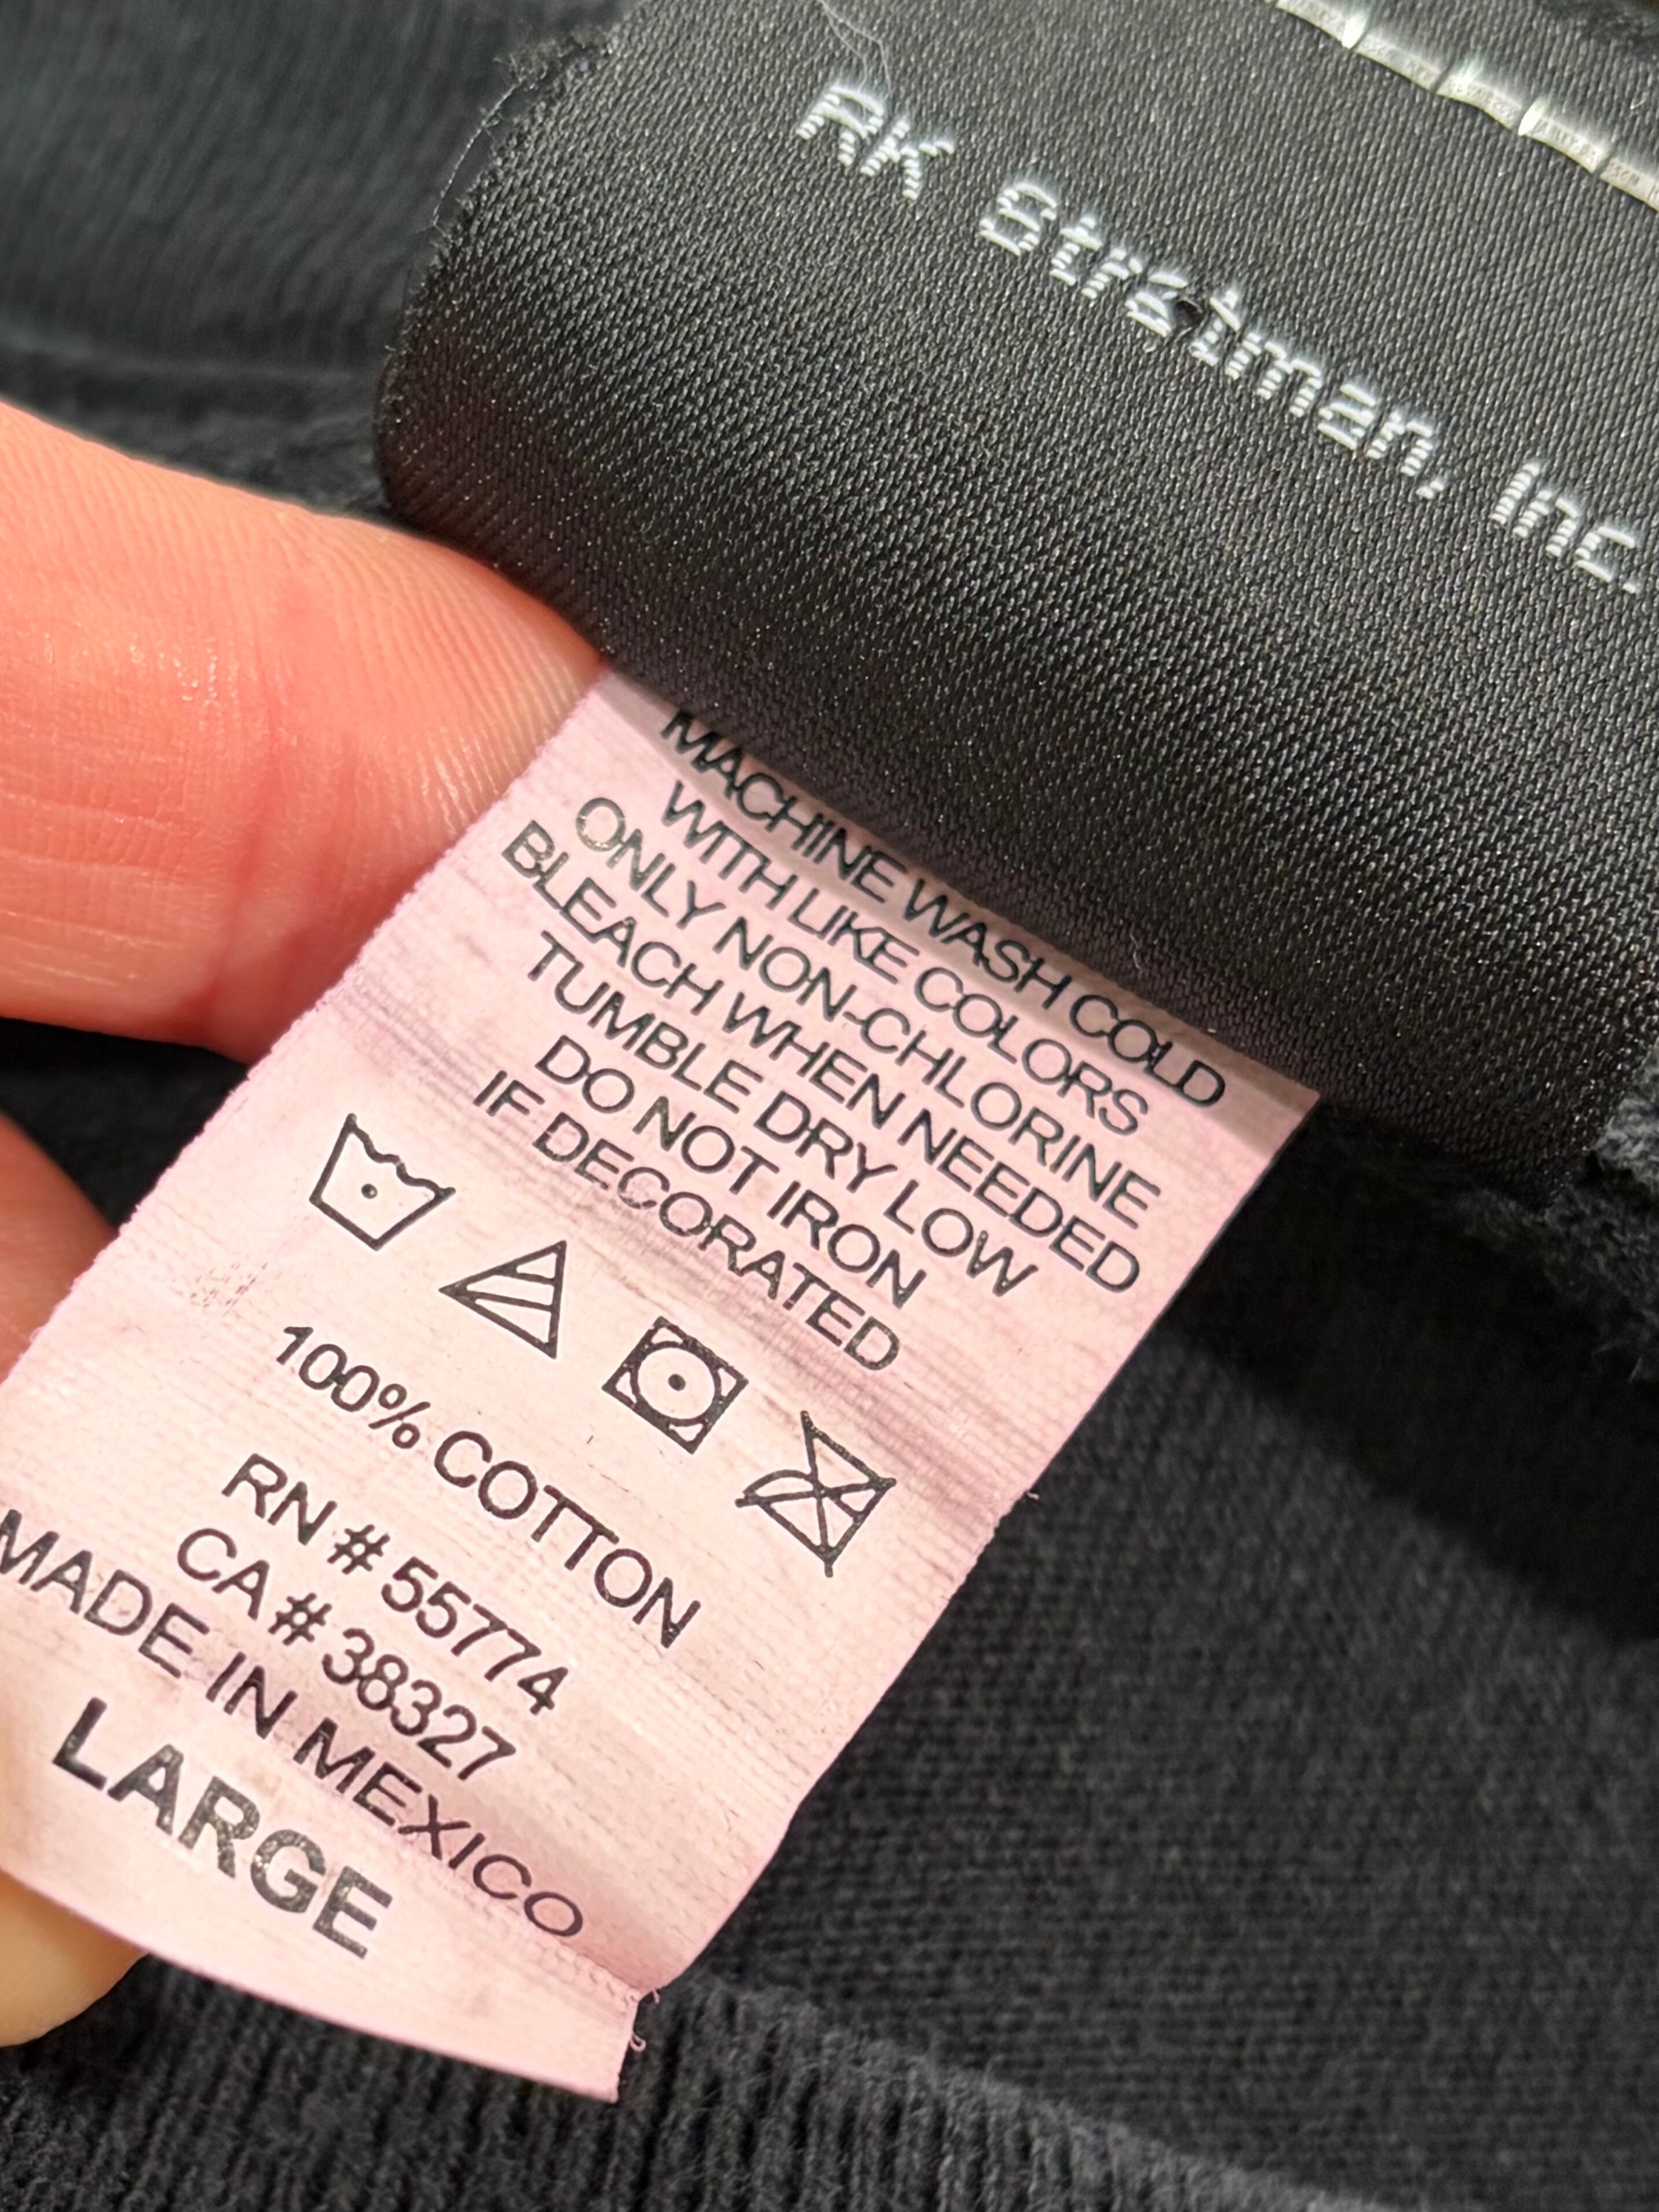 RK Stratman, Inc.
MACHINE WASH COLD
WITH LIKE COLORS
ONLY NON-CHLORINE
BLEACH WHEN NEEDED
TUMBLE DRY LOW
DO NOT IRON
IF DECORATED
100% COTTON
RN # 55774
CA # 38327
MADE IN MEXICO
LARGE